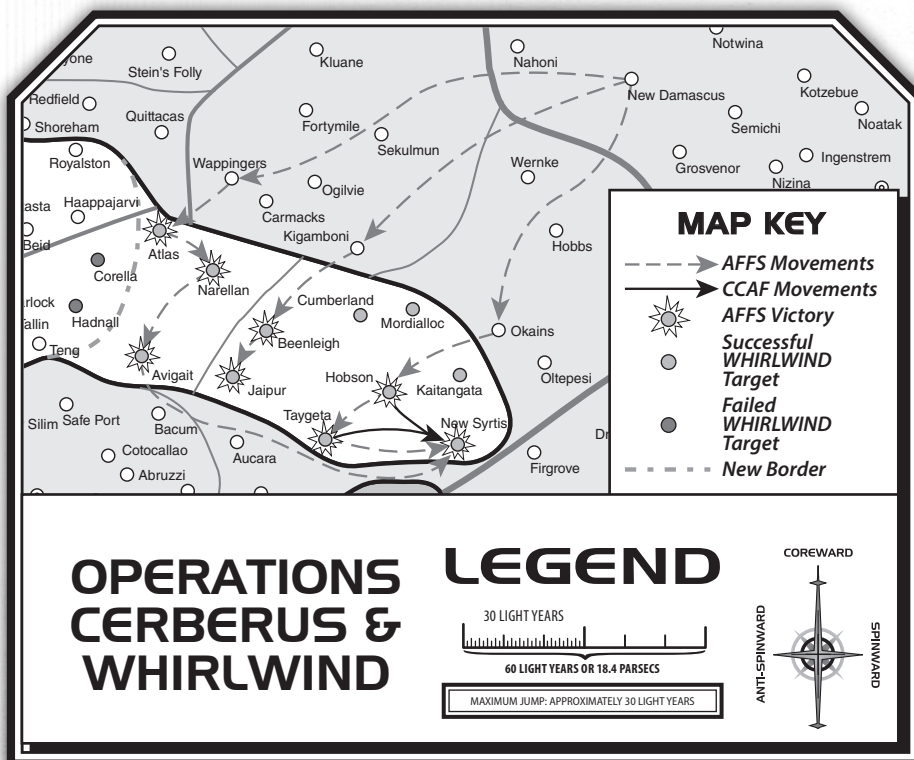 Notwina
Kluane
Nahoni
Stein's Folly
Kotzebue
New Damascus
Redfield
Fortymile
Noatak
Quittacas
Semichi
Shoreham
Sekulmun
Royalston
Wappingers
Wernke
Grosvenor
Ingenstrem
Nizina
Ogilvie
Haappajarvi
Carmacks
Kigamboni
Beid
Hobbs
Atlas
Corella
Narellan
Cumberland
Mordialloc
Hadnall
Okains
Teng
Beenleigh
Avigait
Jaipur
Hobson
Kaitangata
Oltepesi
Silim
Safe Port
Bacum
Taygeta
New Syrtis
Cotocallao
Aucara
Firgrove
Abruzzi
MAP KEY
AFFS Movements
CCAF Movements
AFFS Victory
Successful
WHIRLWIND
Target
Failed
WHIRLWIND
Target
New Border
OPERATIONS
CERBERUS &
WHIRLWIND
LEGEND
30 LIGHT YEARS
60 LIGHT YEARS OR 18.4 PARSECS
MAXIMUM JUMP: APPROXIMATELY 30 LIGHT YEARS
COREWARD
ANTI-SPINWARD
SPINWARD